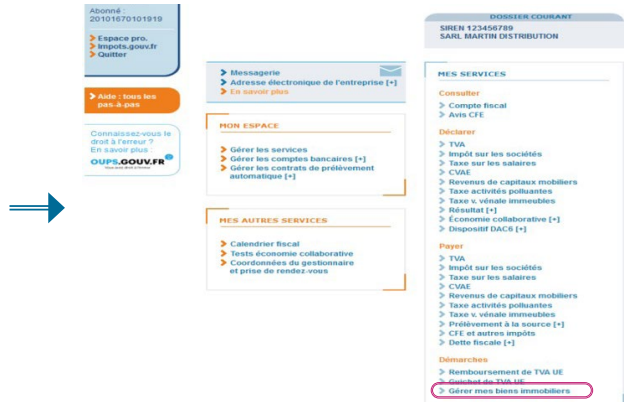 Abonné :
20101670101919
Espace pro.
Impots.gouv.fr
Quitter
Aide : tous les
pas-à-pas
Connaissez-vous le
droit à l'erreur ?
En savoir plus :
OUPS.GOUV.FR
Messagerie
Adresse électronique de l'entreprise [+]
En savoir plus
MON ESPACE
Gérer les services
Gérer les comptes bancaires [+]
Gérer les contrats de prélèvement
automatique [+]
MES AUTRES SERVICES
Calendrier fiscal
Tests économie collaborative
Coordonnées du gestionnaire
et prise de rendez-vous
DOSSIER COURANT
SIREN 123456789
SARL MARTIN DISTRIBUTION
MES SERVICES
Consulter
Compte fiscal
Avis CFE
Déclarer
TVA
Impôt sur les sociétés
Taxe sur les salaires
CVAE
Revenus de capitaux mobiliers
Taxe activités polluantes
Taxe v. vénale immeubles
Résultat [+]
Économie collaborative [+]
Dispositif DAC6 [+]
Payer
TVA
Impôt sur les sociétés
Taxe sur les salaires
CVAE
Revenus de capitaux mobiliers
Taxe activités polluantes
Taxe v. vénale immeubles
Prélèvement à la source [+]
CFE et autres impôts
Dette fiscale [+]
Démarches
Remboursement de TVA UE
Guichet de TVA UE
Gérer mes biens immobiliers